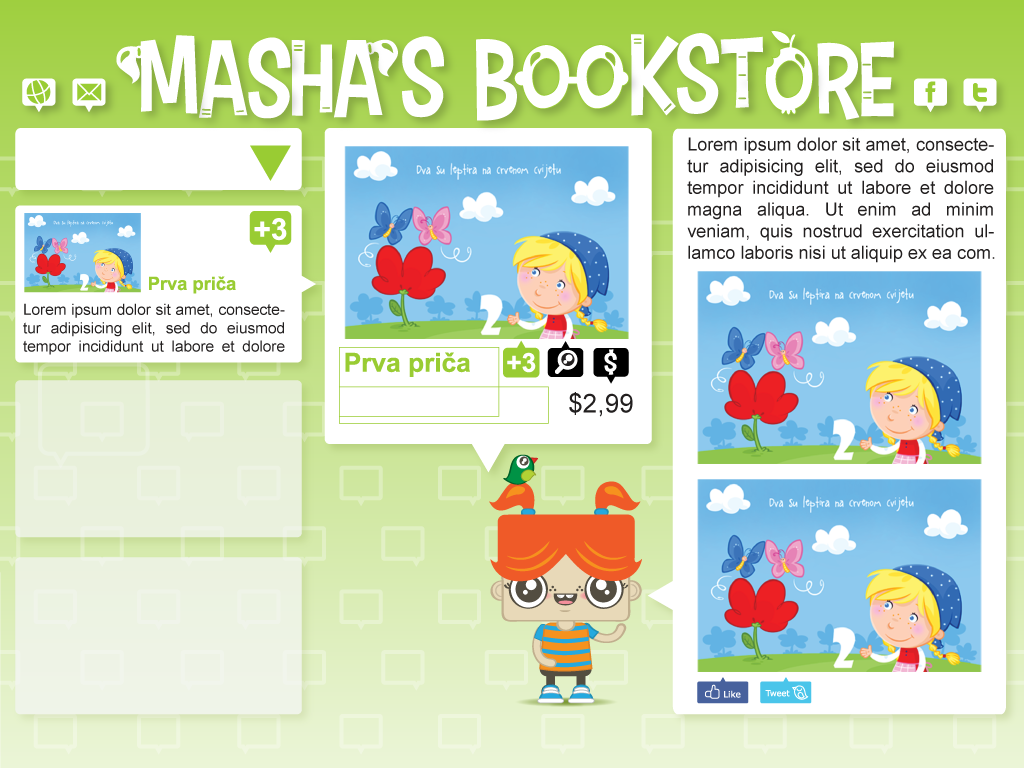 MASHA'S BOOKSTORE
f
t
Dva su leptira na crvenom cvijetu
2
+3
Prva priča
Lorem ipsum dolor sit amet, consecte-
tur adipisicing elit, sed do eiusmod
tempor incididunt ut labore et dolore
Dva su leptira na crvenom cvijetu
2
Prva priča
+3
$
$2,99
Lorem ipsum dolor sit amet, consecte-
tur adipisicing elit, sed do eiusmod
tempor incididunt ut labore et dolore
magna aliqua. Ut enim ad minim
veniam, quis nostrud exercitation ul-
lamco laboris nisi ut aliquip ex ea com.
Dva su leptira na crvenom cvijetu
2
Dva su leptira na crvenom cvijetu
2
Like
Tweet